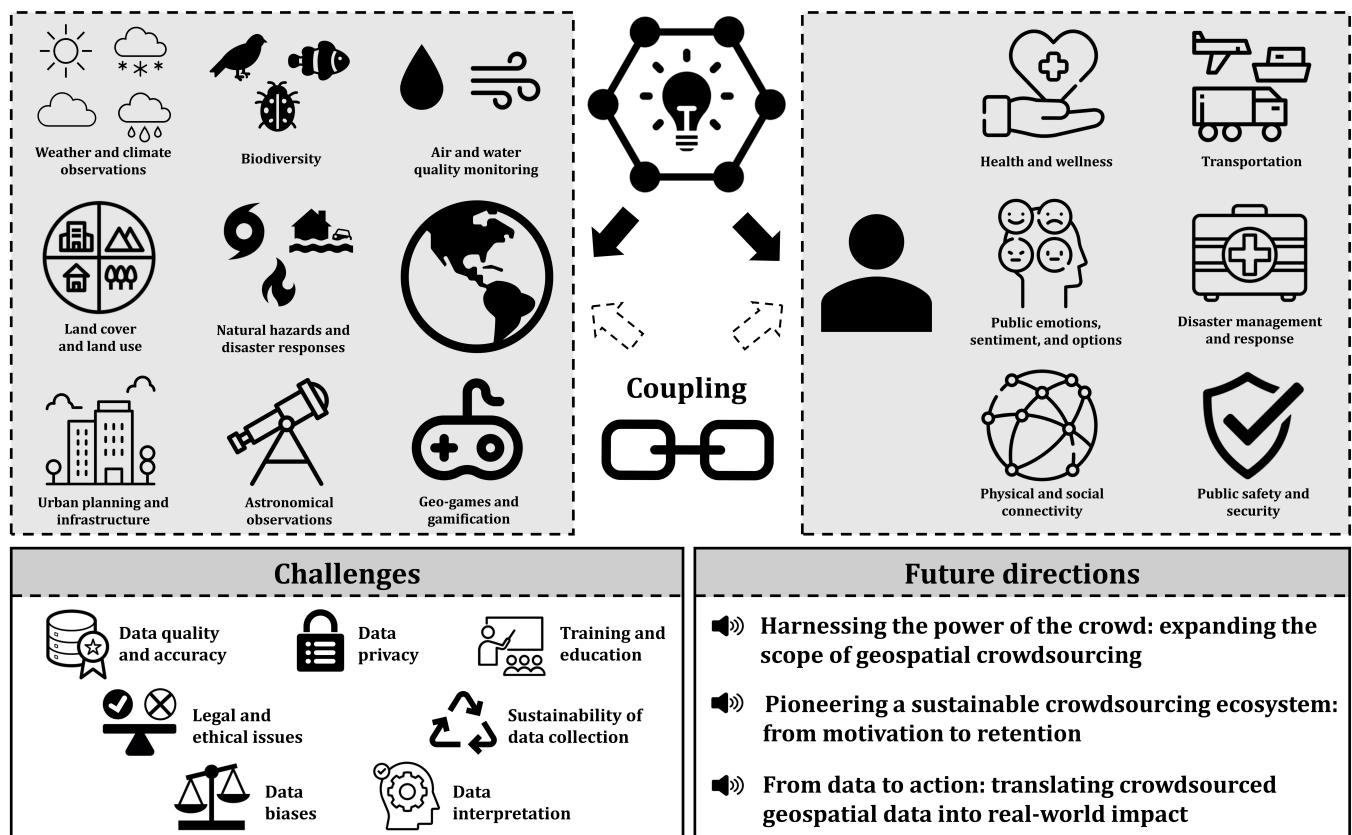 Weather and climate
observations
Biodiversity
Air and water
quality monitoring
Land cover
and land use
Natural hazards and
disaster responses
Urban planning and
infrastructure
Astronomical
observations
Geo-games and
gamification
Coupling
Health and wellness
Transportation
Public emotions,
sentiment, and options
Disaster management
and response
Physical and social
connectivity
Public safety and
security
Challenges
Data quality
and accuracy
Data
privacy
Training and
education
Legal and
ethical issues
Sustainability of
data collection
Data
biases
Data
interpretation
Future directions
Harnessing the power of the crowd: expanding the
scope of geospatial crowdsourcing
Pioneering a sustainable crowdsourcing ecosystem:
from motivation to retention
From data to action: translating crowdsourced
geospatial data into real-world impact